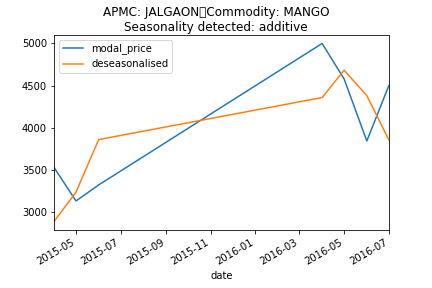 APMC: JALGAON Commodity: MANGO
Seasonality detected: additive
modal_price
deseasonalised
5000
4500
4000
3500
3000
2015-05
2015-07
2015-09
2015-11
2016-01
2016-03
2016-05
2016-07
date